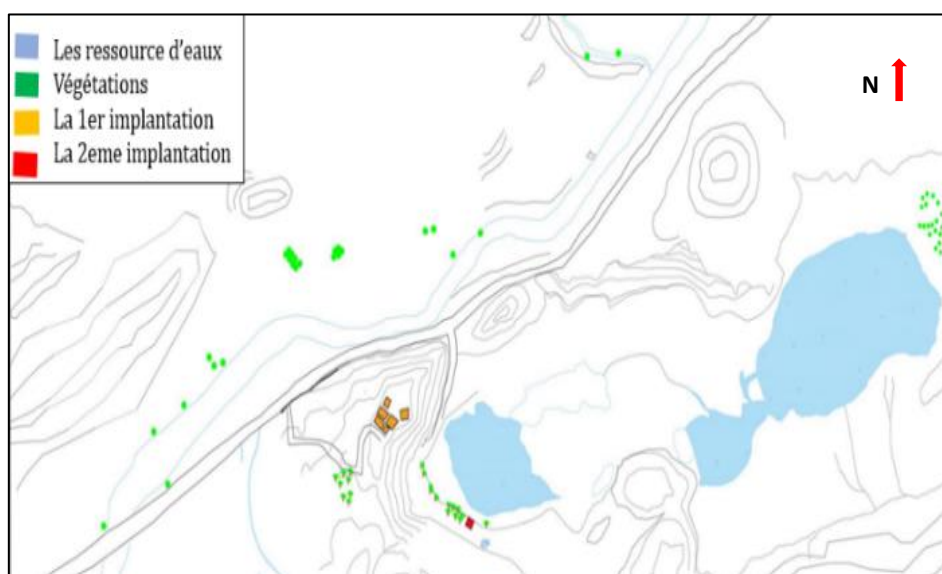 Les ressource d'eaux
Végétations
La 1er implantation
La 2eme implantation
N